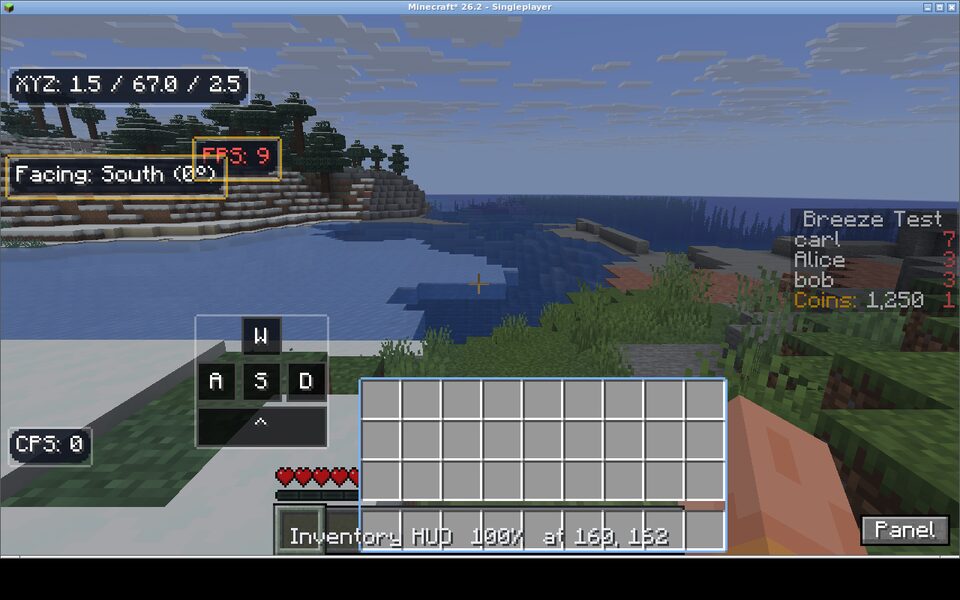 Minecraft* 26.2 - Singleplayer
XYZ: 1.5 / 67.0 / 2.5
FPS: 9
Facing: South (0°)
Breeze Test
carl 7
Alice 3
bob 3
Coins: 1,250 1
W
A S D
^
CPS: 0
Inventory HUD 100% at 160, 162
Panel